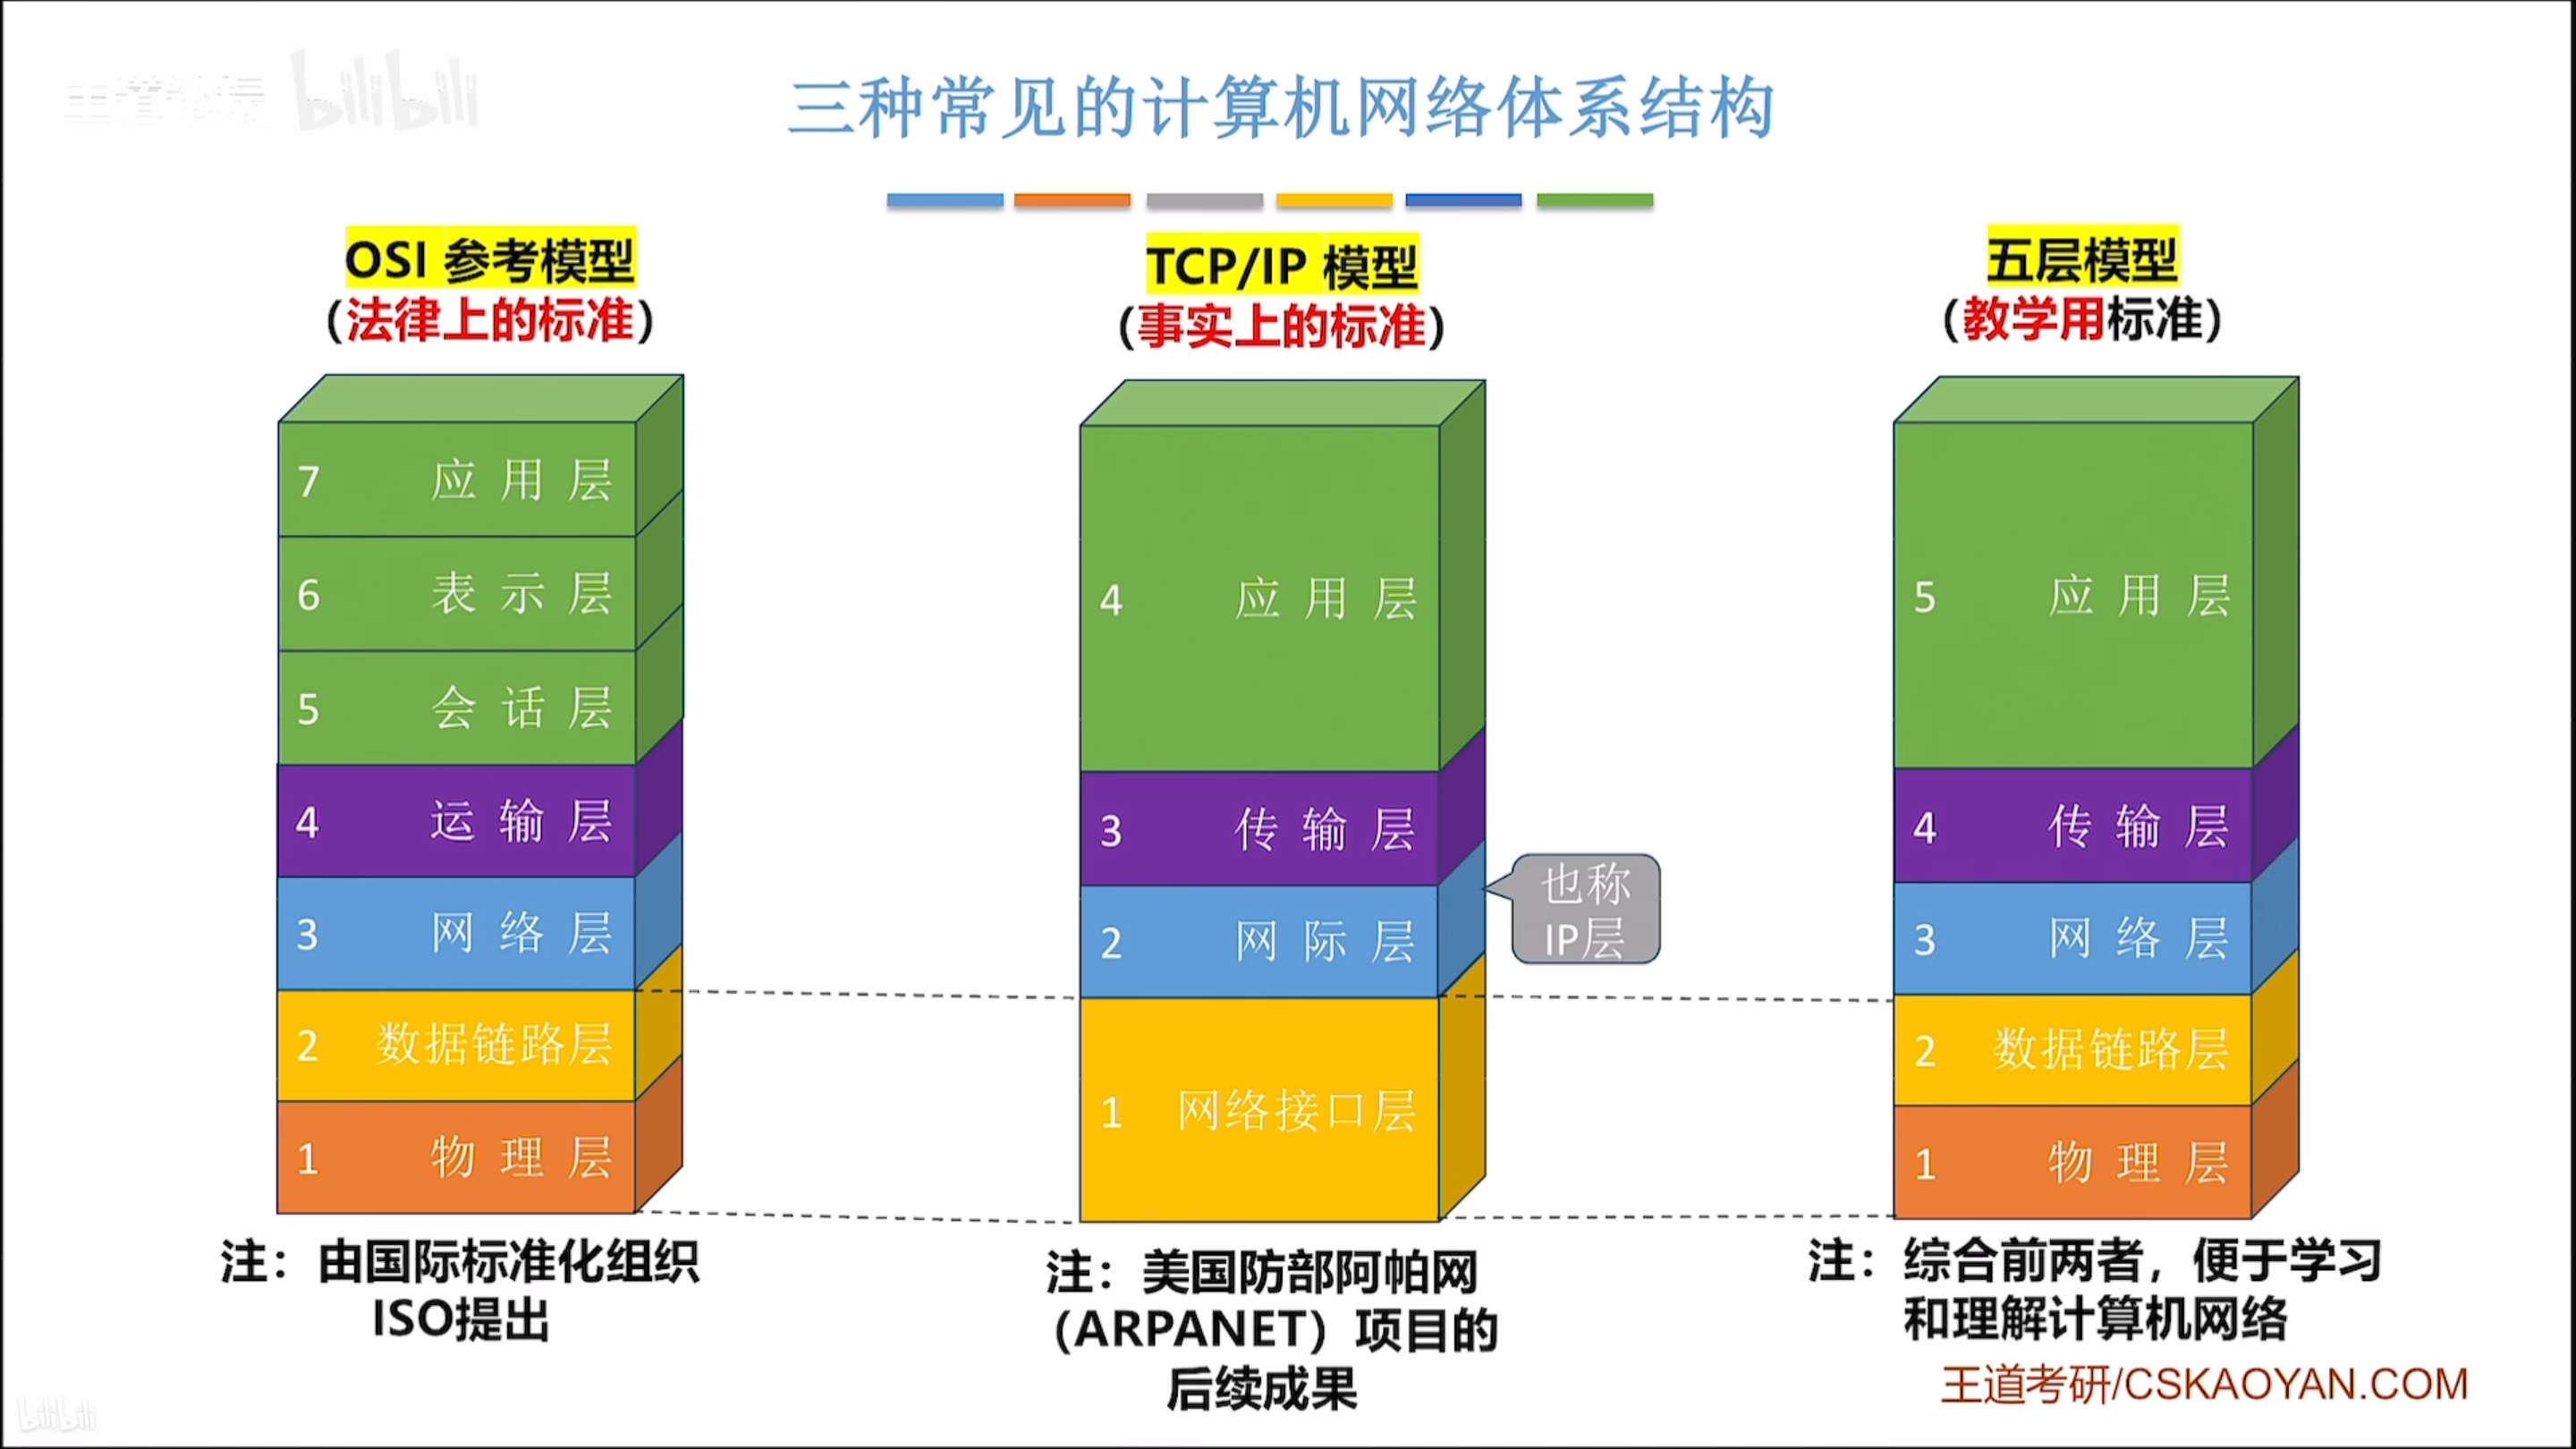 bilibili
三种常见的计算机网络体系结构
OSI 参考模型
（法律上的标准）
7 应用层
6 表示层
5 会话层
4 运输层
3 网络层
2 数据链路层
1 物理层
注：由国际标准化组织
ISO提出
TCP/IP 模型
（事实上的标准）
4 应用层
3 传输层
2 网际层
1 网络接口层
也称
IP层
注：美国防部阿帕网
（ARPANET）项目的
后续成果
五层模型
（教学用标准）
5 应用层
4 传输层
3 网络层
2 数据链路层
1 物理层
注：综合前两者，便于学习
和理解计算机网络
王道考研/CSKAOYAN.COM
bilibili